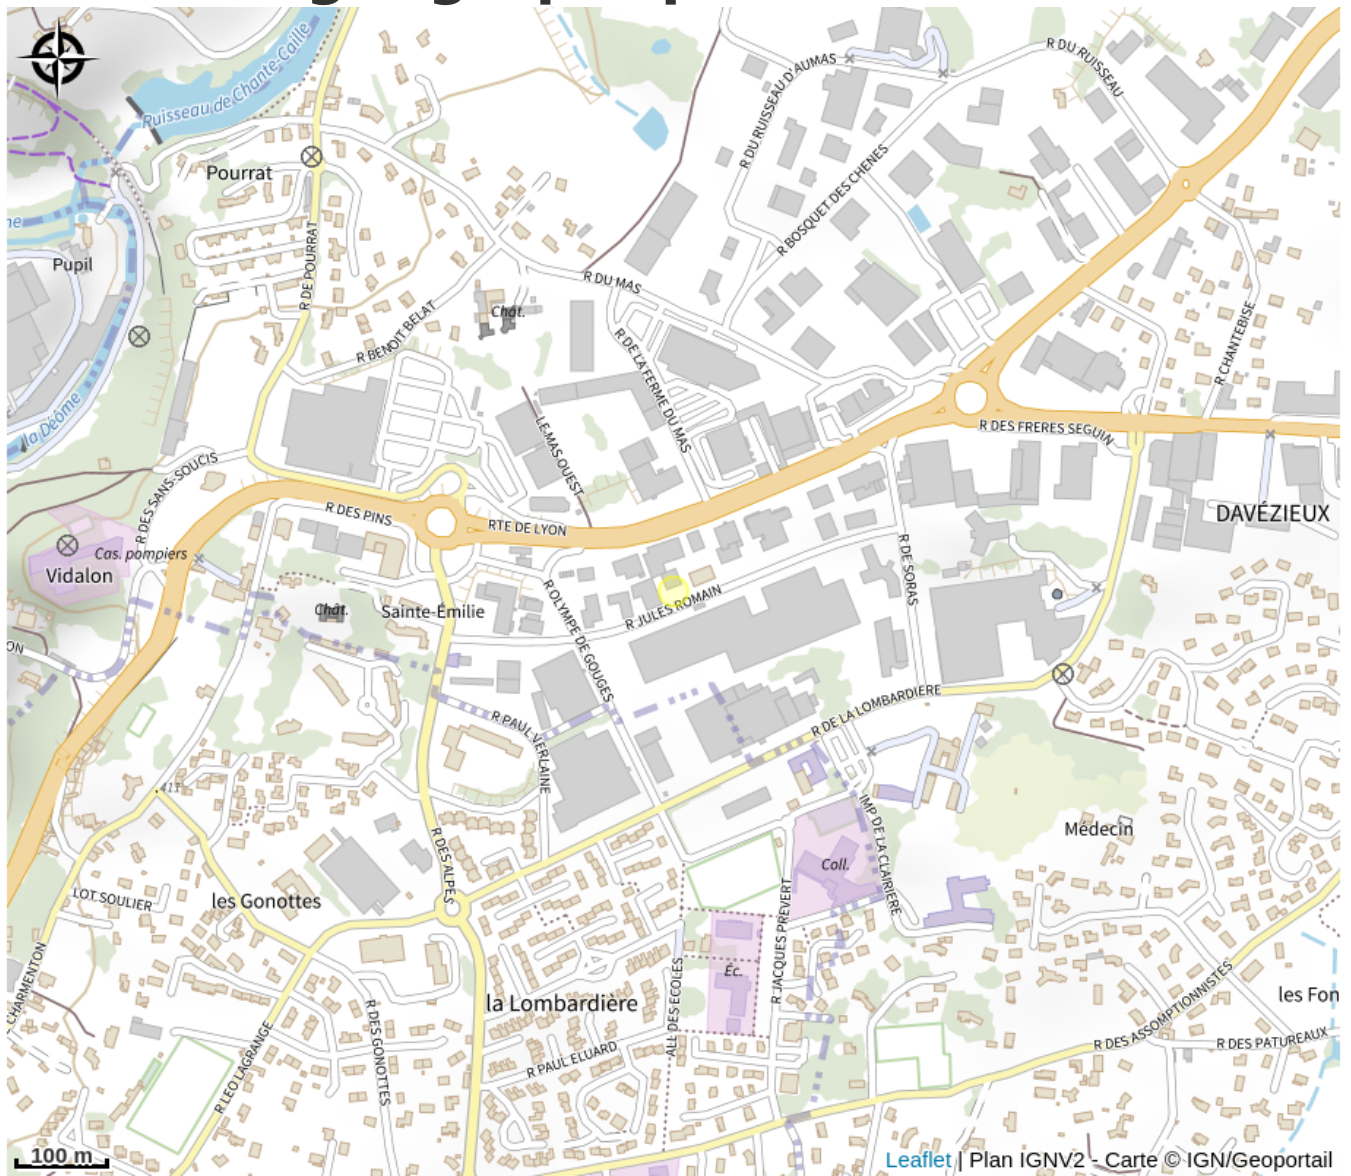 Ruisseau de Chante-Caille
R DU RUISSEAU D'AUMAS
R DU RUISSEAU
Pourrat
R BOSQUET DES CHENES
ne
Pupil
R DE POURRAT
R DU MAS
Chât.
R BENOIT BELAT
R DE LA FERME DU MAS
R CHANTEBISE
la Déôme
LE MAS OUEST
R DES FRERES SEGUIN
R DES SANS-SOUCIS
R DES PINS
RTE DE LYON
DAVÉZIEUX
Cas. pompiers
Vidalon
R DE SORAS
Chât.
Sainte-Émilie
R OLYMPE DE GOUGES
R JULES ROMAIN
ON
R PAUL VERLAINE
R DE LA LOMBARDIERE
411
IMP DE LA CLAIRIERE
Médecin
R DES ALPES
Coll.
LOT SOULIER
les Gonottes
R JACQUES PREVERT
CHARMENTON
Éc.
ALL DES ECOLES
la Lombardière
les Fon
R DES GONOTTES
R LEO LAGRANGE
R PAUL ELUARD
R DES ASSOMPTIONNISTES
R DES PATUREAUX
100 m
Leaflet | Plan IGNV2 - Carte © IGN/Geoportail